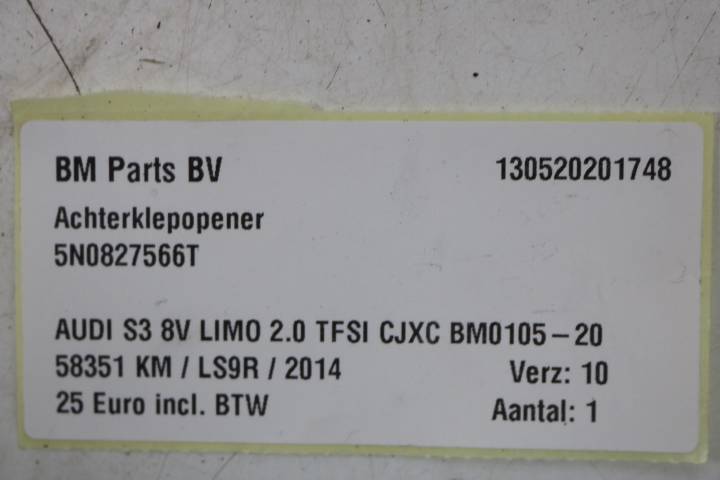 BM Parts BV 130520201748
Achterklepopener
5N0827566T
AUDI S3 8V LIMO 2.0 TFSI CJXC BM0105-20
58351 KM / LS9R / 2014 Verz: 10
25 Euro incl. BTW Aantal: 1